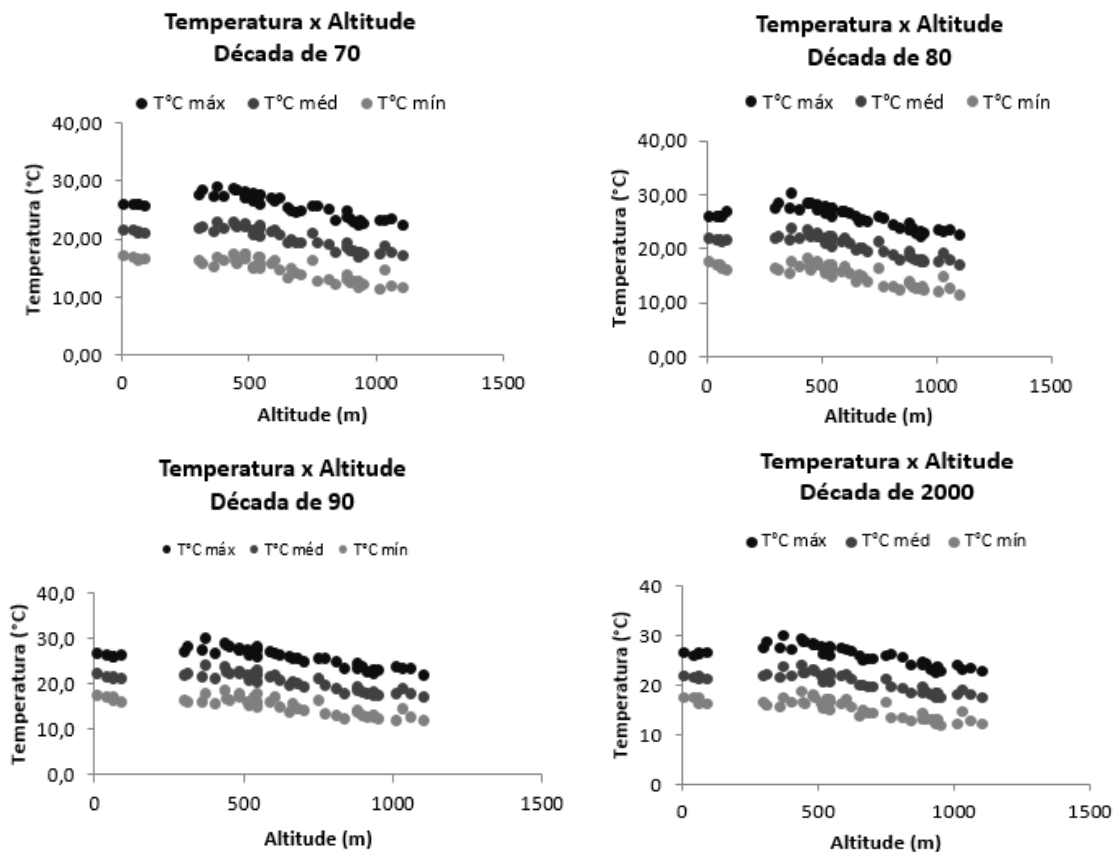 Temperatura x Altitude
Década de 70
T°C máx T°C méd T°C mín
40,00
30,00
20,00
10,00
0,00
Temperatura (°C)
0 500 1000 1500
Altitude (m)
Temperatura x Altitude
Década de 80
T°C máx T°C méd T°C mín
40,00
30,00
20,00
10,00
0,00
Temperatura (°C)
0 500 1000 1500
Altitude (m)
Temperatura x Altitude
Década de 90
T°C máx T°C méd T°C mín
40,0
30,0
20,0
10,0
0,0
Temperatura (°C)
0 500 1000 1500
Altitude (m)
Temperatura x Altitude
Década de 2000
T°C máx T°C méd T°C mín
40
30
20
10
0
Temperatura (°C)
0 500 1000 1500
Altitude (m)